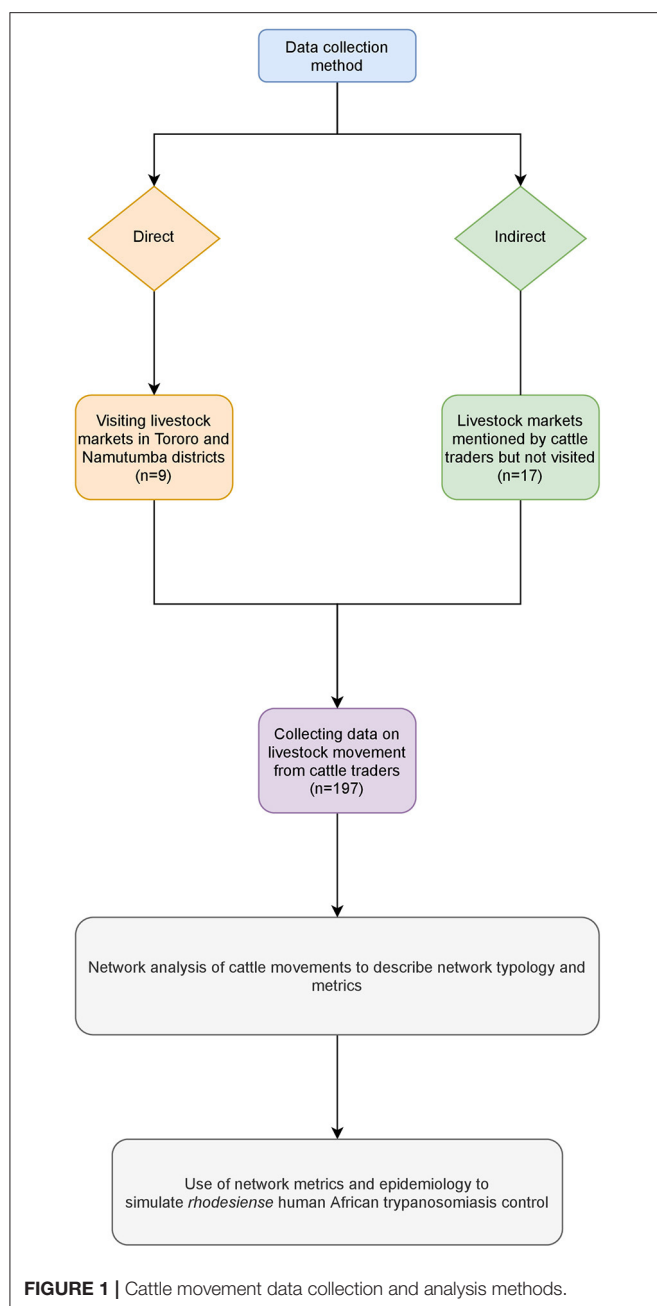 Data collection
method
Direct
Indirect
Visiting livestock
markets in Tororo and
Namutumba districts
(n=9)
Livestock markets
mentioned by cattle
traders but not visited
(n=17)
Collecting data on
livestock movement
from cattle traders
(n=197)
Network analysis of cattle movements to describe network typology and
metrics
Use of network metrics and epidemiology to
simulate rhodesiense human African trypanosomiasis control
FIGURE 1 | Cattle movement data collection and analysis methods.